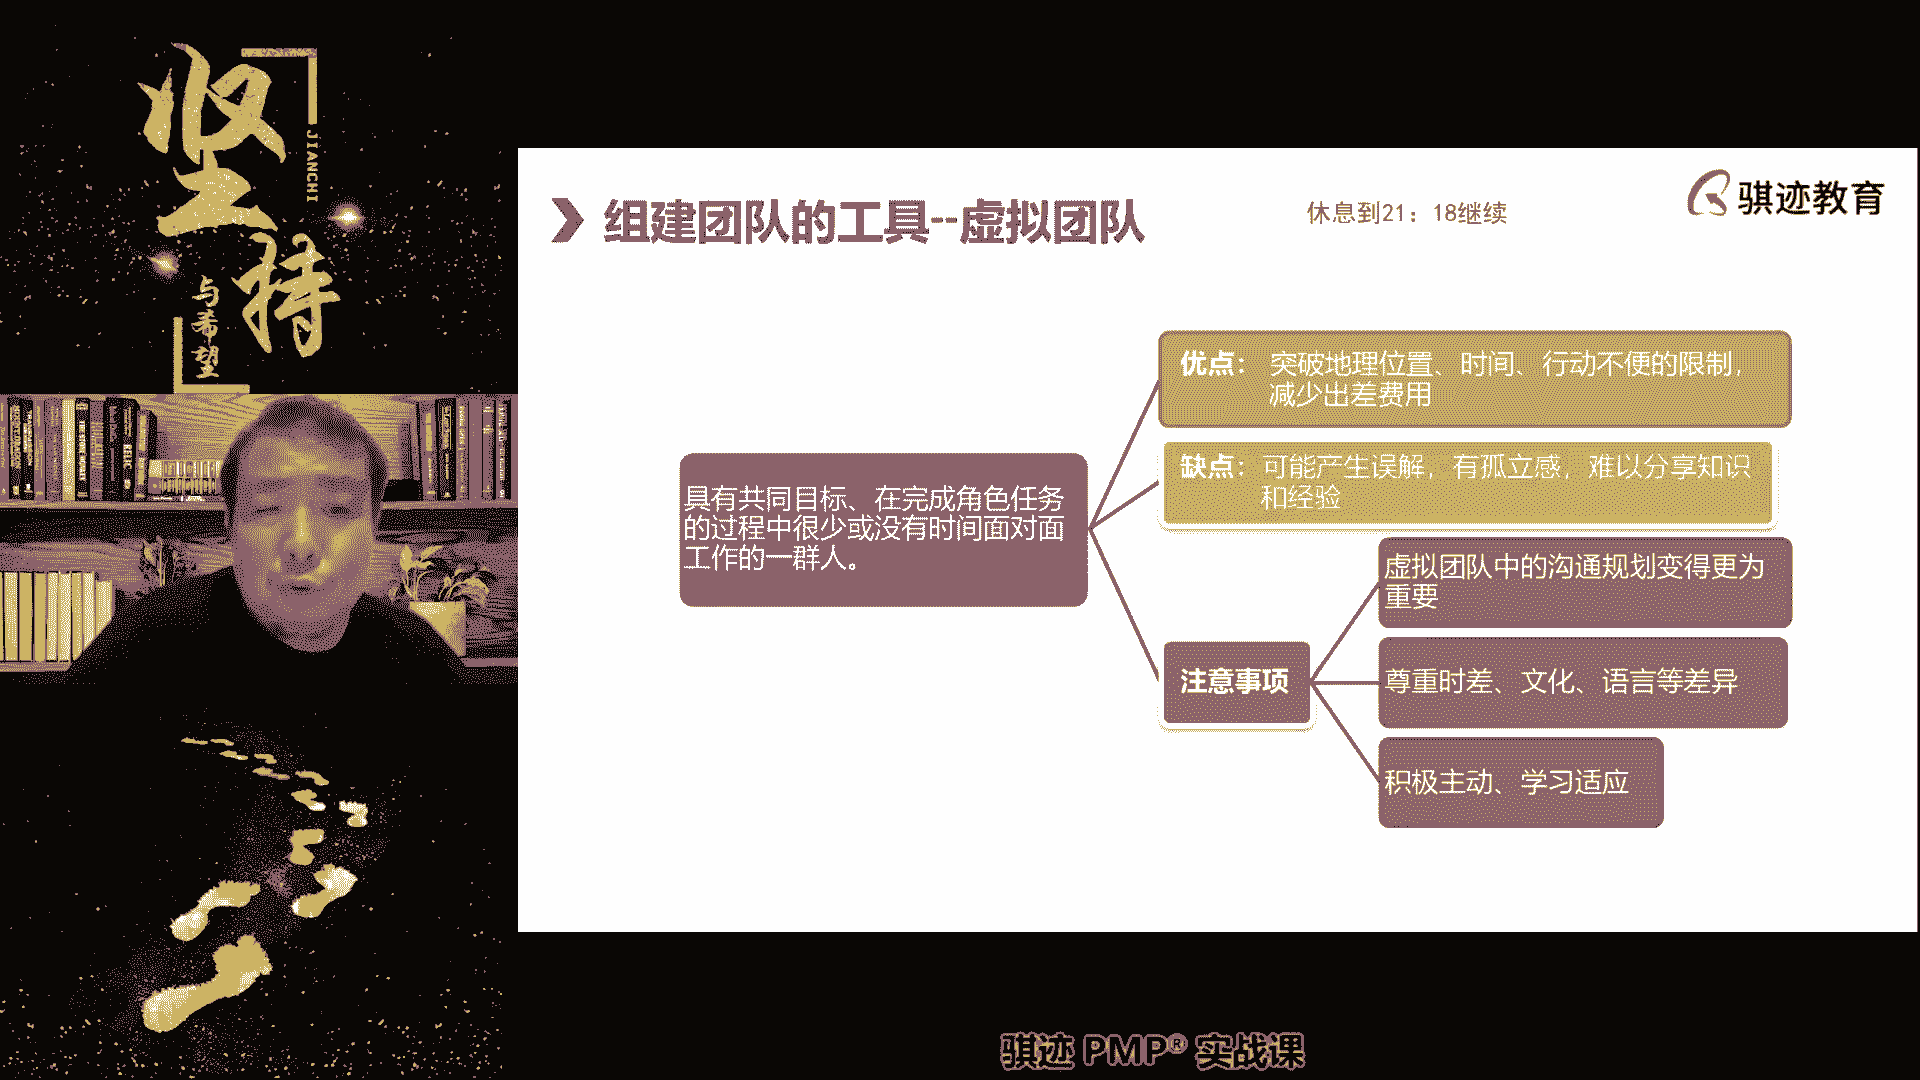 坚持
JIANCHI
与希望
组建团队的工具--虚拟团队
休息到21：18继续
骐迹教育
具有共同目标、在完成角色任务
的过程中很少或没有时间面对面
工作的一群人。
优点： 突破地理位置、时间、行动不便的限制，
减少出差费用
缺点： 可能产生误解，有孤立感，难以分享知识
和经验
注意事项
虚拟团队中的沟通规划变得更为
重要
尊重时差、文化、语言等差异
积极主动、学习适应
骐迹 PMP® 实战课